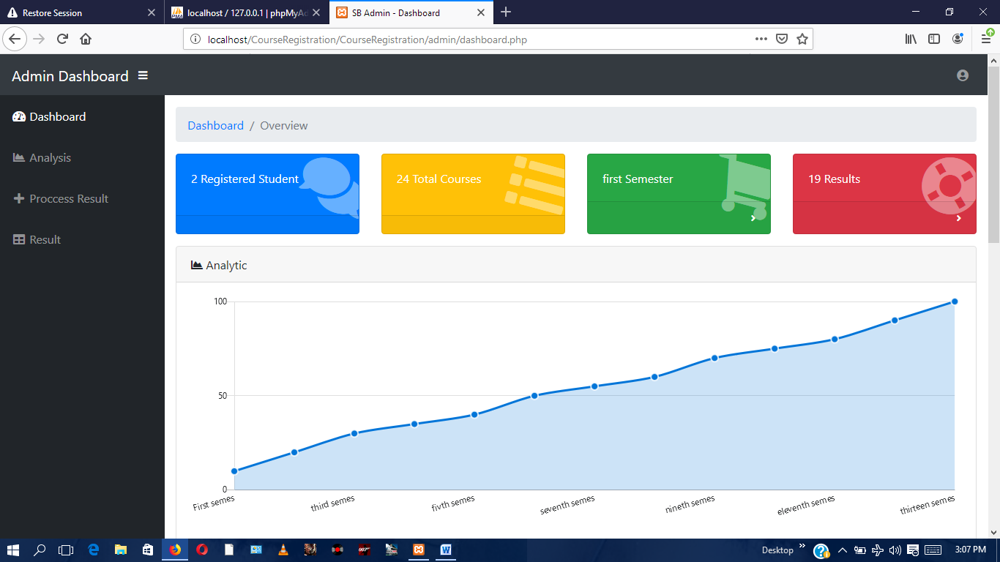 Restore Session
localhost / 127.0.0.1 | phpMyAd
SB Admin - Dashboard
localhost/CourseRegistration/CourseRegistration/admin/dashboard.php
Admin Dashboard
Dashboard
Analysis
Proccess Result
Result
Dashboard / Overview
2 Registered Student
24 Total Courses
first Semester
19 Results
Analytic
100
50
0
First semes
third semes
fivth semes
seventh semes
nineth semes
eleventh semes
thirteen semes
Desktop
3:07 PM